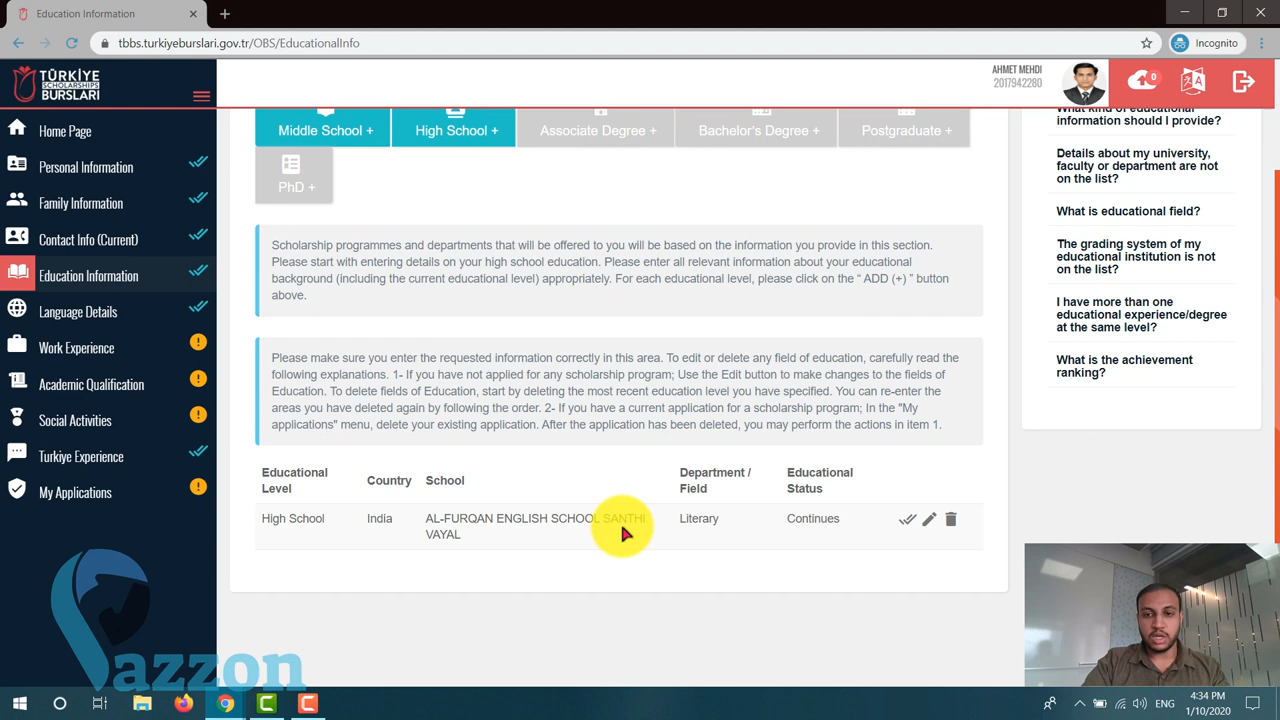 Education Information
tbbs.turkiyeburslari.gov.tr/OBS/EducationalInfo
Incognito
TÜRKİYE
SCHOLARSHIPS
BURSLARI
AHMET MEHDI
2017942280
0
Home Page
Personal Information
Family Information
Contact Info (Current)
Education Information
Language Details
Work Experience
Academic Qualification
Social Activities
Turkiye Experience
My Applications
Middle School +
High School +
Associate Degree +
Bachelor's Degree +
Postgraduate +
PhD +
Scholarship programmes and departments that will be offered to you will be based on the information you provide in this section.
Please start with entering details on your high school education. Please enter all relevant information about your educational
background (including the current educational level) appropriately. For each educational level, please click on the “ ADD (+) ” button
above.
Please make sure you enter the requested information correctly in this area. To edit or delete any field of education, carefully read the
following explanations. 1- If you have not applied for any scholarship program; Use the Edit button to make changes to the fields of
Education. To delete fields of Education, start by deleting the most recent education level you have specified. You can re-enter the
areas you have deleted again by following the order. 2- If you have a current application for a scholarship program; In the "My
applications" menu, delete your existing application. After the application has been deleted, you may perform the actions in item 1.
Educational
Level
Country
School
Department /
Field
Educational
Status
High School
India
AL-FURQAN ENGLISH SCHOOL SANTHI
VAYAL
Literary
Continues
What kind of educational
information should I provide?
Details about my university,
faculty or department are not
on the list?
What is educational field?
The grading system of my
educational institution is not
on the list?
I have more than one
educational experience/degree
at the same level?
What is the achievement
ranking?
Pazzon
ENG
4:34 PM
1/10/2020